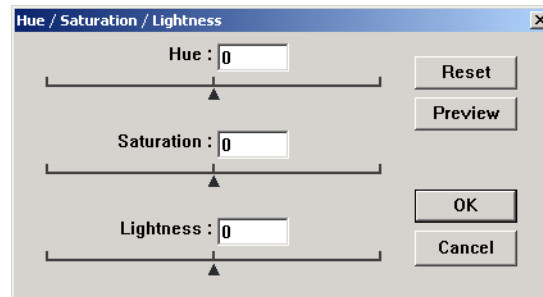 Hue / Saturation / Lightness
Hue : 0
Reset
Preview
Saturation : 0
Lightness : 0
OK
Cancel